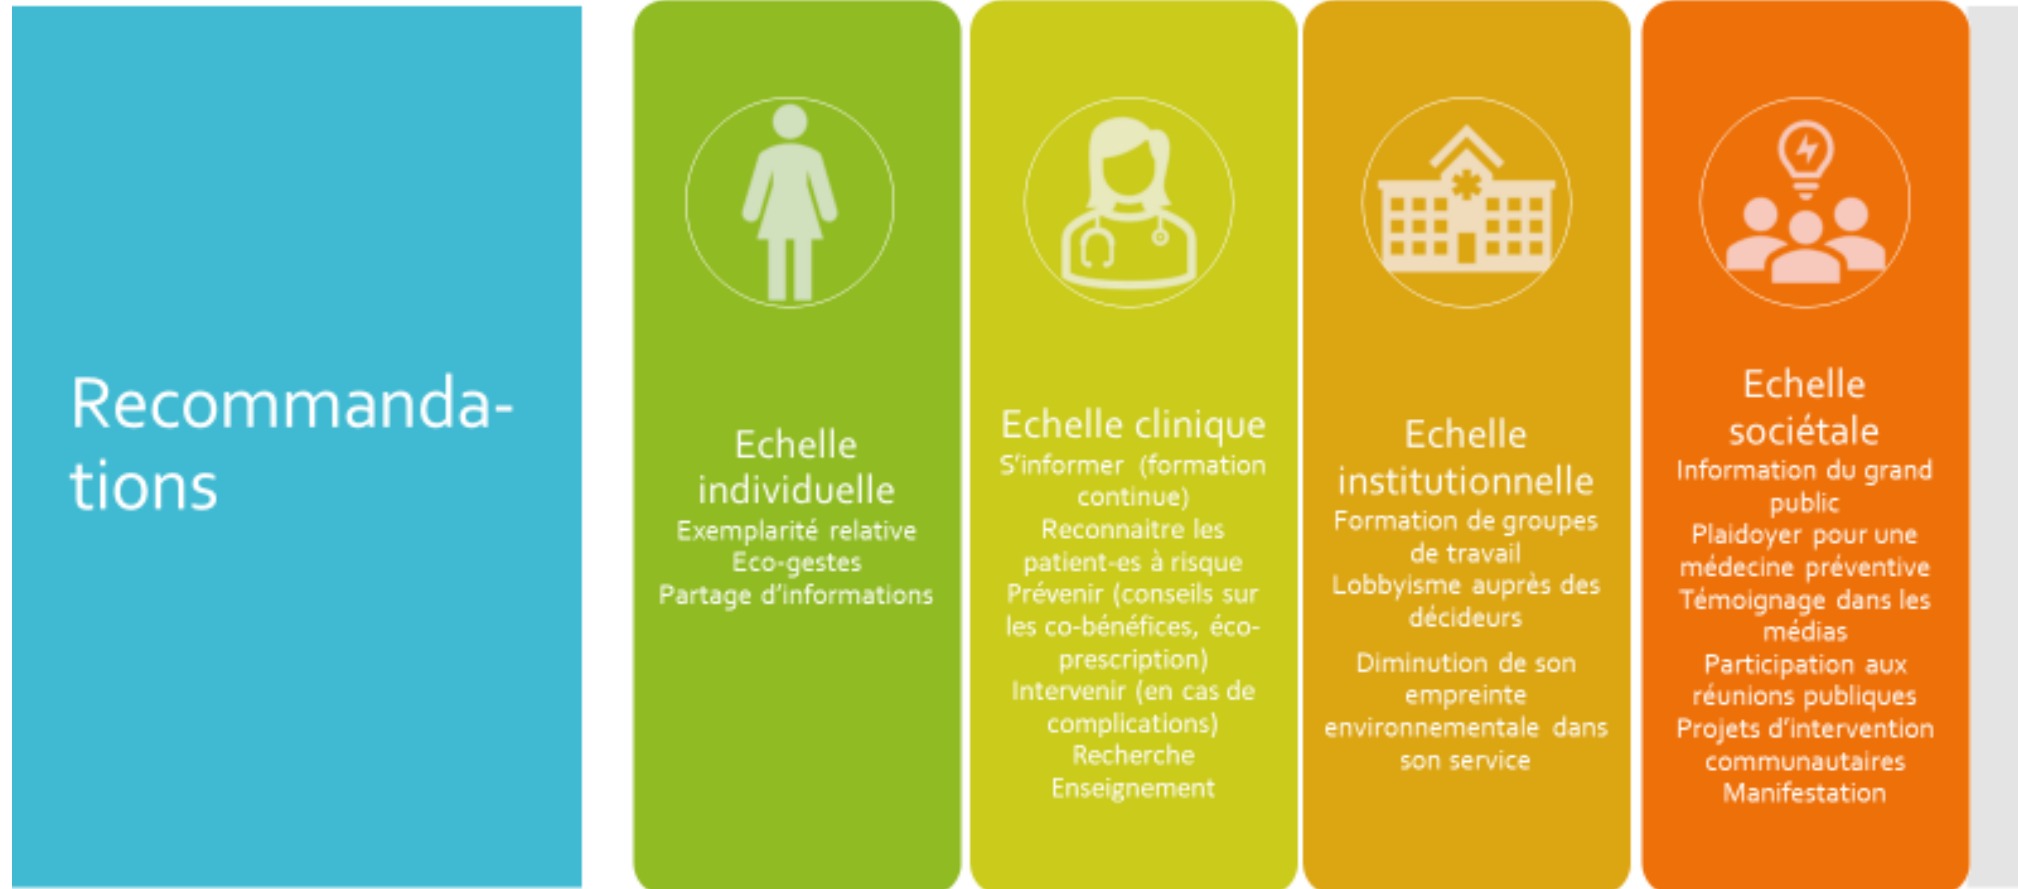 Recommanda-
tions
Echelle
individuelle
Exemplarité relative
Eco-gestes
Partage d'informations
Echelle clinique
S'informer (formation
continue)
Reconnaitre les
patient-es à risque
Prévenir (conseils sur
les co-bénéfices, éco-
prescription)
Intervenir (en cas de
complications)
Recherche
Enseignement
Echelle
institutionnelle
Formation de groupes
de travail
Lobbyisme auprès des
décideurs
Diminution de son
empreinte
environnementale dans
son service
Echelle
sociétale
Information du grand
public
Plaidoyer pour une
médecine préventive
Témoignage dans les
médias
Participation aux
réunions publiques
Projets d'intervention
communautaires
Manifestation